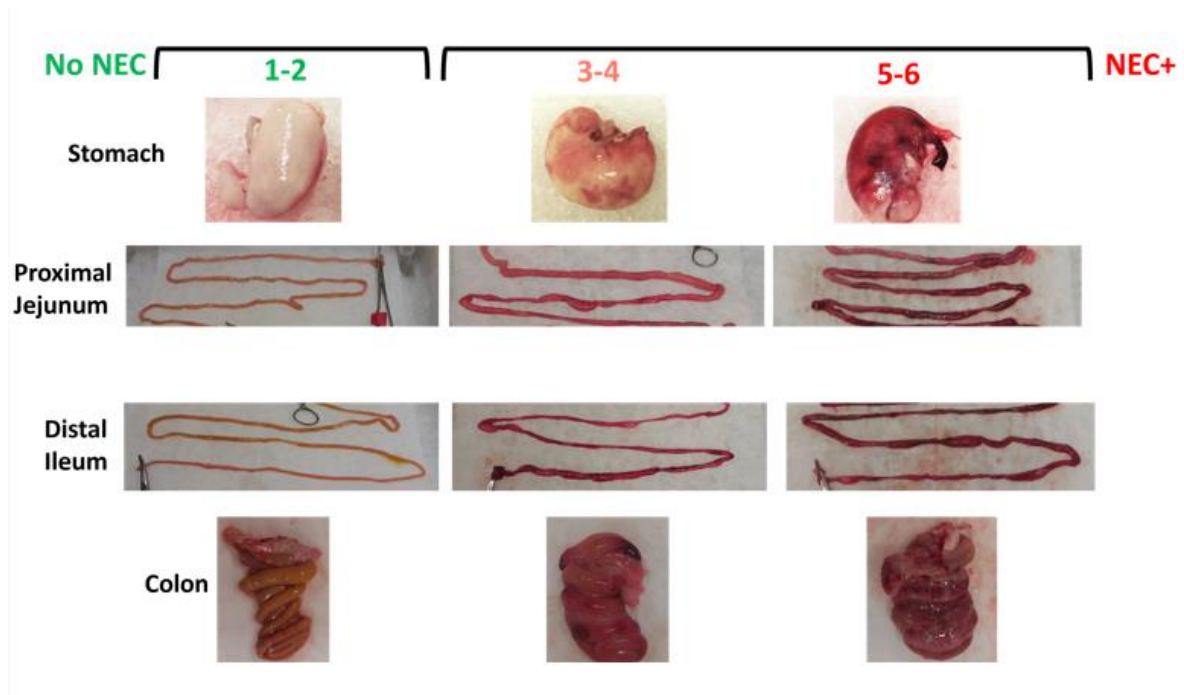 No NEC
1-2
3-4
5-6
NEC+
Stomach
Proximal
Jejunum
Distal
Ileum
Colon